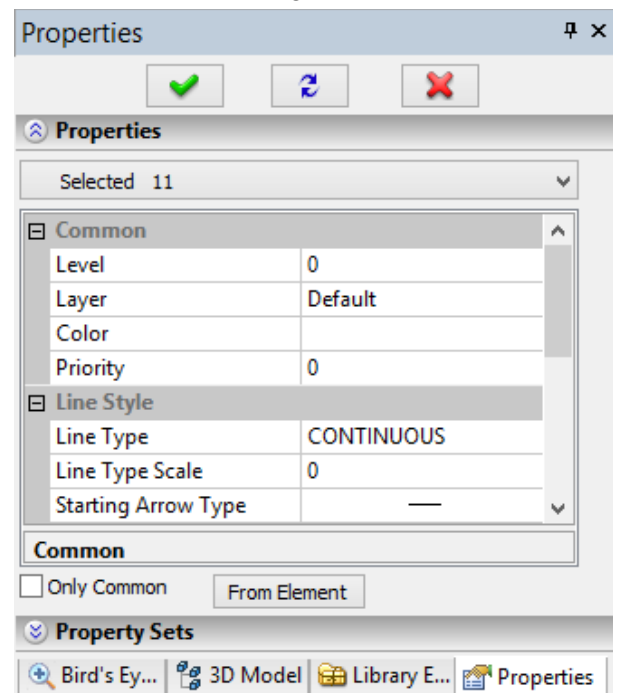 Properties
Properties
Selected 11
Common
Level 0
Layer Default
Color
Priority 0
Line Style
Line Type CONTINUOUS
Line Type Scale 0
Starting Arrow Type
Common
Only Common From Element
Property Sets
Bird's Ey... 3D Model Library E... Properties